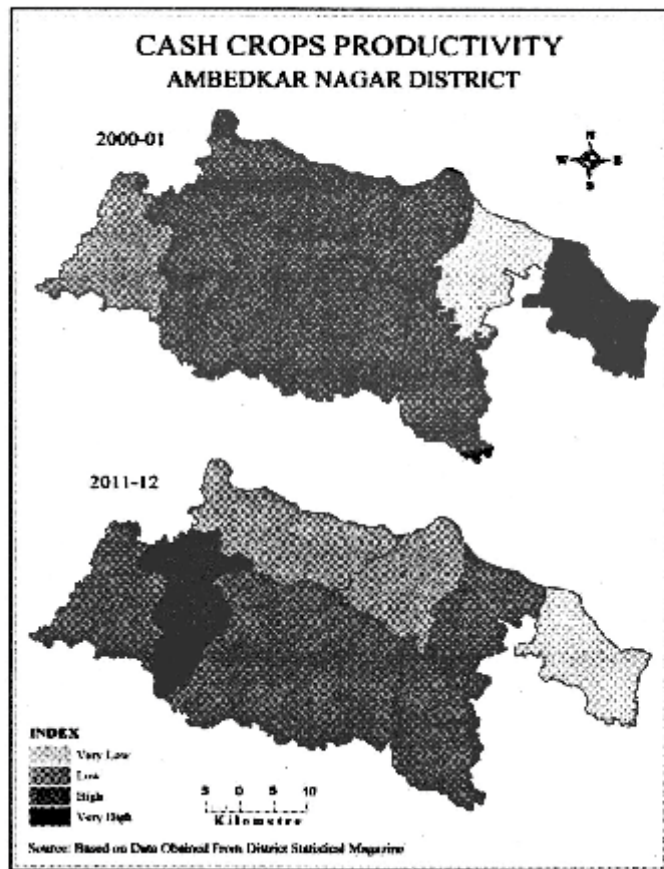 CASH CROPS PRODUCTIVITY
AMBEDKAR NAGAR DISTRICT
2000-01
N
W E
S
2011-12
INDEX
Very Low
Low
High
Very High
5 0 5 10
Kilometre
Source: Based on Data Obtained From District Statistical Magazine